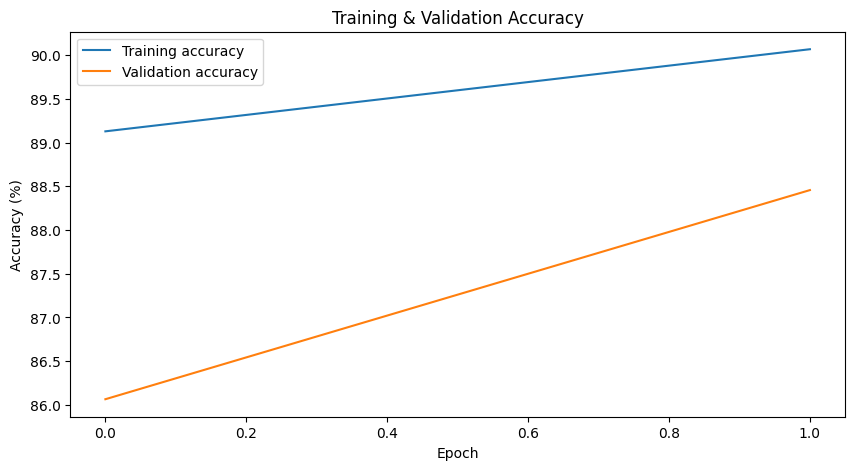 Training & Validation Accuracy
Training accuracy
Validation accuracy
90.0
89.5
89.0
88.5
88.0
87.5
87.0
86.5
86.0
Accuracy (%)
0.0 0.2 0.4 0.6 0.8 1.0
Epoch